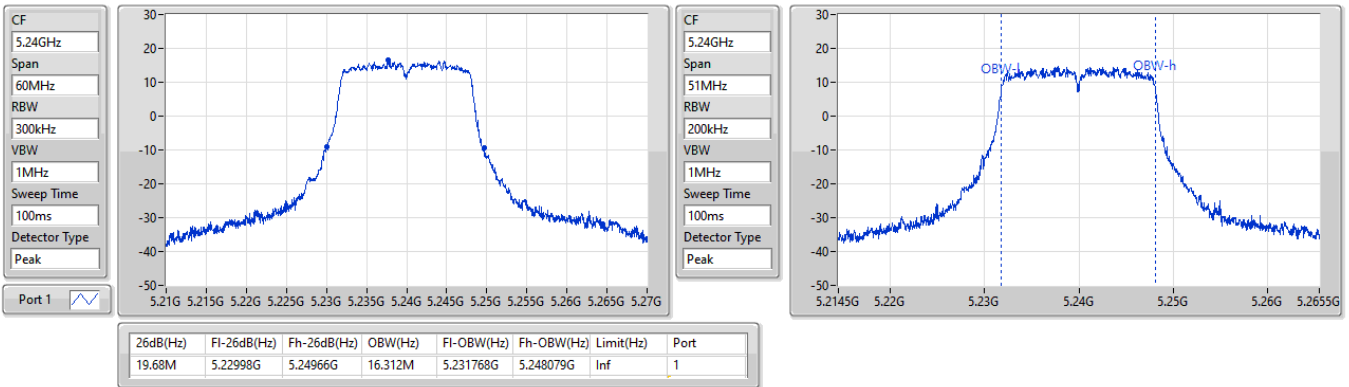 CF
5.24GHz
Span
60MHz
RBW
300kHz
VBW
1MHz
Sweep Time
100ms
Detector Type
Peak
Port 1
30
20
10
0
-10
-20
-30
-40
-50
5.21G 5.215G 5.22G 5.225G 5.23G 5.235G 5.24G 5.245G 5.25G 5.255G 5.26G 5.265G 5.27G
CF
5.24GHz
Span
51MHz
RBW
200kHz
VBW
1MHz
Sweep Time
100ms
Detector Type
Peak
30
20
10
0
-10
-20
-30
-40
-50
OBW-l OBW-h
5.2145G 5.22G 5.23G 5.24G 5.25G 5.26G 5.2655G
26dB(Hz) Fl-26dB(Hz) Fh-26dB(Hz) OBW(Hz) Fl-OBW(Hz) Fh-OBW(Hz) Limit(Hz) Port
19.68M 5.22998G 5.24966G 16.312M 5.231768G 5.248079G Inf 1